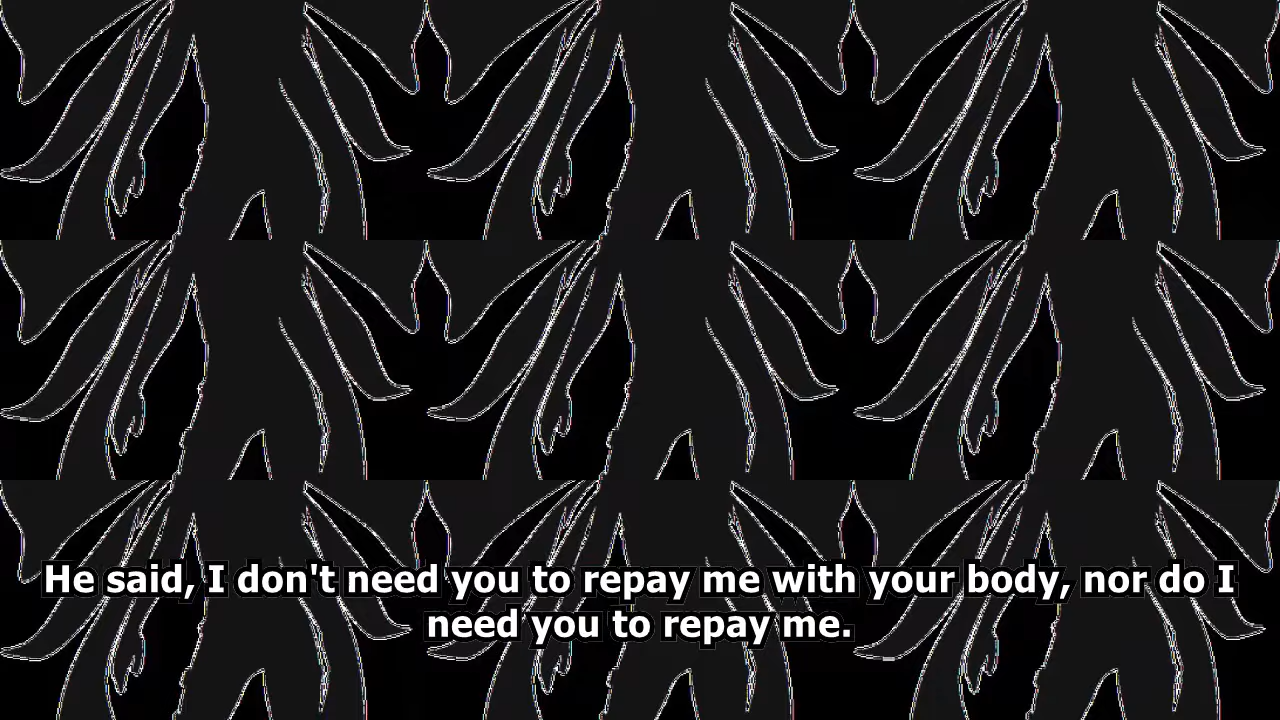 He said, I don't need you to repay me with your body, nor do I
need you to repay me.